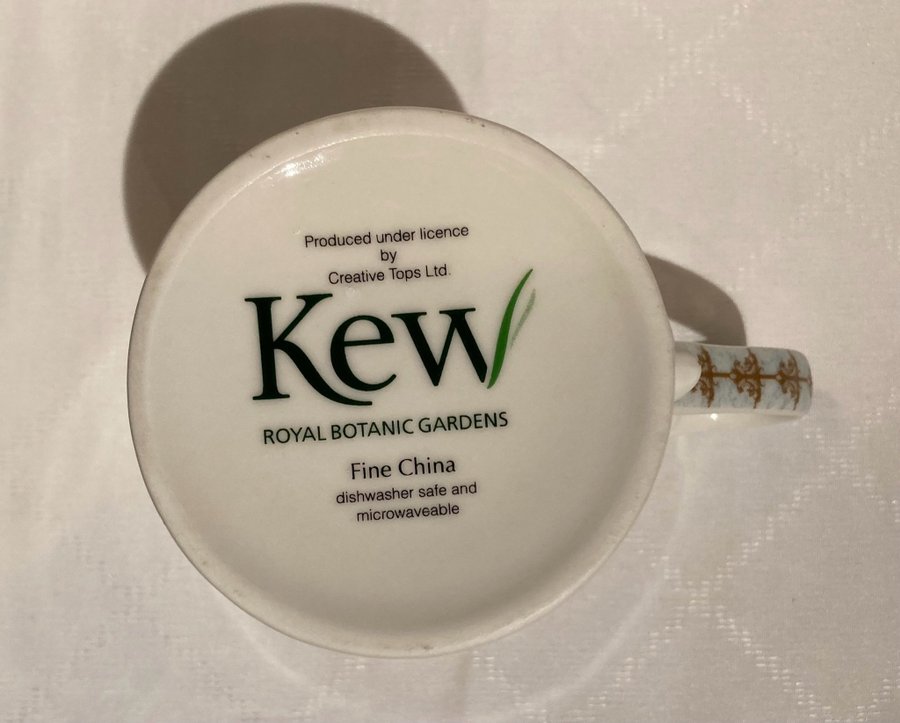 Produced under licence
by
Creative Tops Ltd.
Kew
ROYAL BOTANIC GARDENS
Fine China
dishwasher safe and
microwaveable